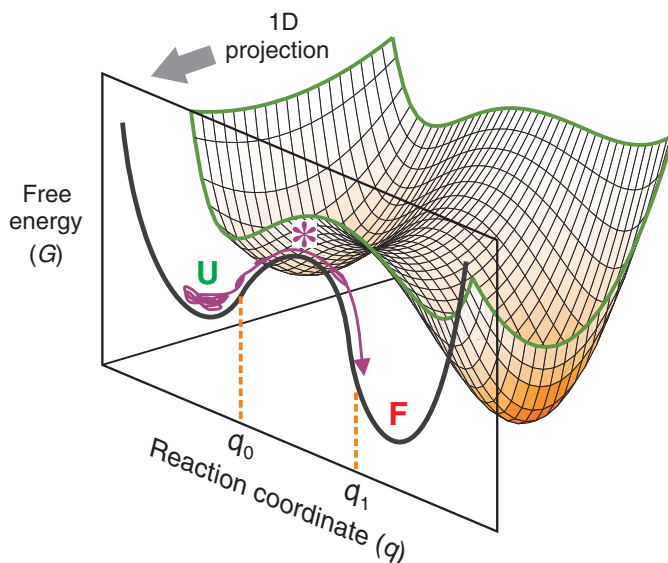 1D
projection
Free
energy
(G)
U
*
F
q0
q1
Reaction coordinate (q)